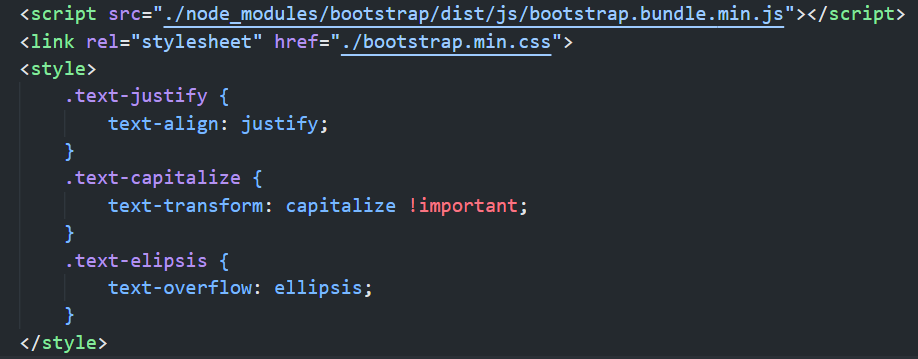 <script src="./node_modules/bootstrap/dist/js/bootstrap.bundle.min.js"></script>
<link rel="stylesheet" href="./bootstrap.min.css">
<style>
    .text-justify {
        text-align: justify;
    }
    .text-capitalize {
        text-transform: capitalize !important;
    }
    .text-elipsis {
        text-overflow: ellipsis;
    }
</style>